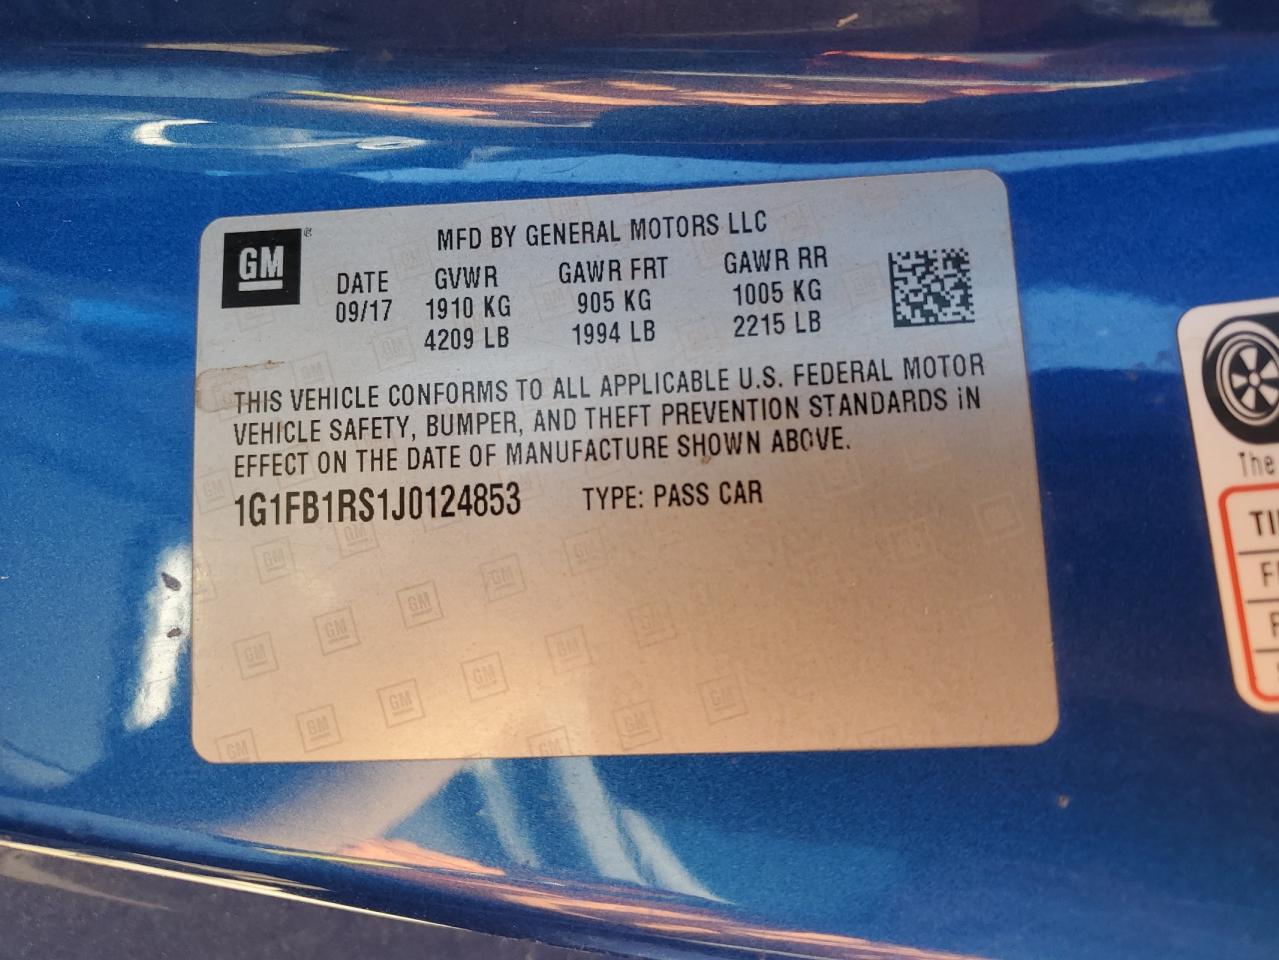 GM
MFD BY GENERAL MOTORS LLC
DATE GVWR GAWR FRT GAWR RR
09/17 1910 KG 905 KG 1005 KG
4209 LB 1994 LB 2215 LB
THIS VEHICLE CONFORMS TO ALL APPLICABLE U.S. FEDERAL MOTOR
VEHICLE SAFETY, BUMPER, AND THEFT PREVENTION STANDARDS IN
EFFECT ON THE DATE OF MANUFACTURE SHOWN ABOVE.
1G1FB1RS1J0124853 TYPE: PASS CAR
The